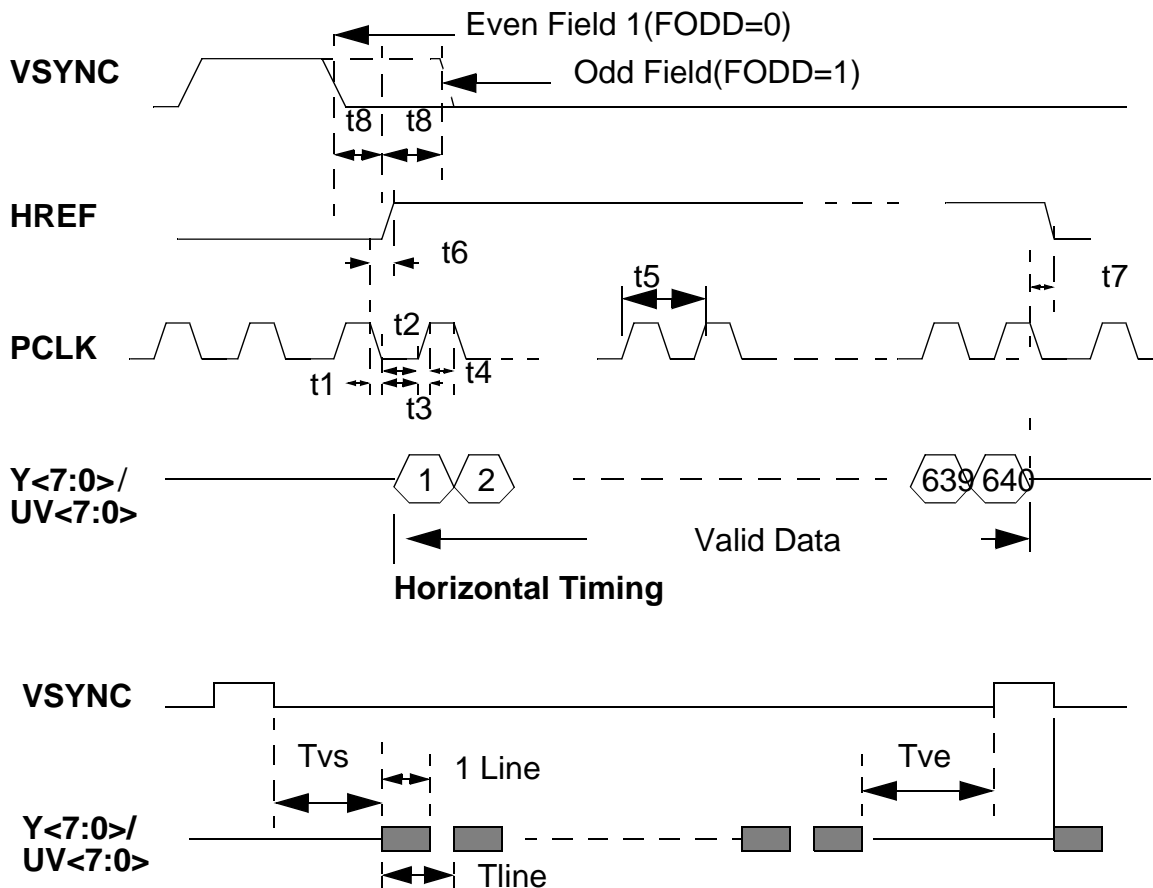 Even Field 1(FODD=0)
VSYNC
Odd Field(FODD=1)
t8 t8
HREF
t6
t5
t7
t2
PCLK
t1
t4
t3
Y<7:0>/
UV<7:0>
1 2 639 640
Valid Data
Horizontal Timing
VSYNC
Tvs
1 Line
Tve
Y<7:0>/
UV<7:0>
Tline